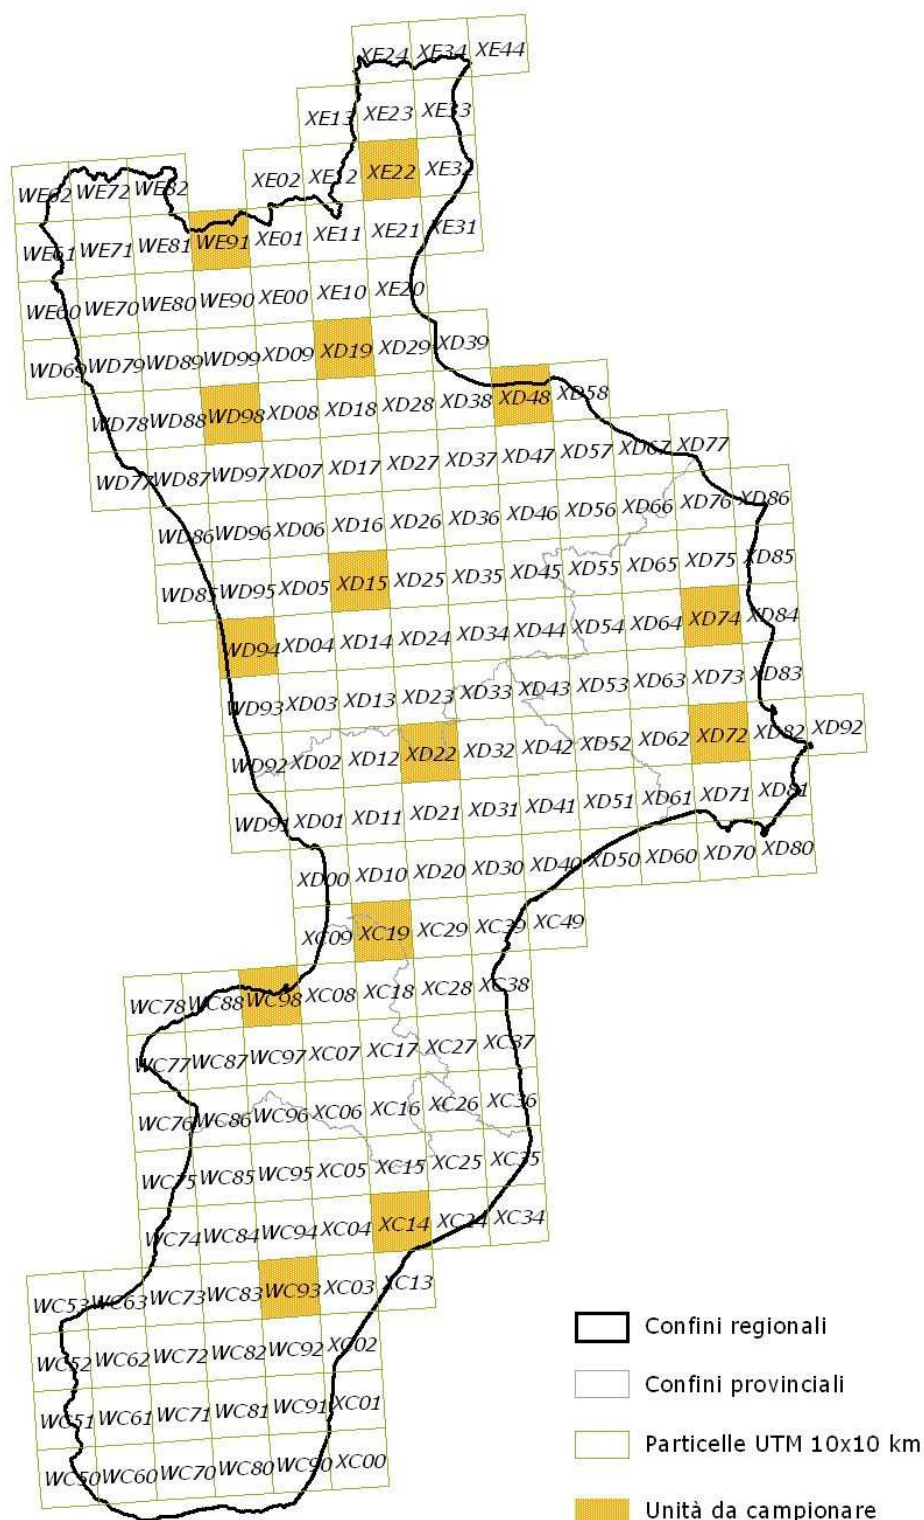 XE24 XE34 XE44
XE13 XE23 XE33
XE02 XE12 XE22 XE32
WE62 WE72 WE82
WE61 WE71 WE81 WE91 XE01 XE11 XE21 XE31
WE60 WE70 WE80 WE90 XE00 XE10 XE20
WD69 WD79 WD89 WD99 XD09 XD19 XD29 XD39
WD78 WD88 WD98 XD08 XD18 XD28 XD38 XD48 XD58
WD77 WD87 WD97 XD07 XD17 XD27 XD37 XD47 XD57 XD67 XD77
WD86 WD96 XD06 XD16 XD26 XD36 XD46 XD56 XD66 XD76 XD86
WD85 WD95 XD05 XD15 XD25 XD35 XD45 XD55 XD65 XD75 XD85
WD94 XD04 XD14 XD24 XD34 XD44 XD54 XD64 XD74 XD84
WD93 XD03 XD13 XD23 XD33 XD43 XD53 XD63 XD73 XD83
WD92 XD02 XD12 XD22 XD32 XD42 XD52 XD62 XD72 XD82 XD92
WD91 XD01 XD11 XD21 XD31 XD41 XD51 XD61 XD71 XD81
XD00 XD10 XD20 XD30 XD40 XD50 XD60 XD70 XD80
XC09 XC19 XC29 XC39 XC49
WC78 WC88 WC98 XC08 XC18 XC28 XC38
WC77 WC87 WC97 XC07 XC17 XC27 XC37
WC76 WC86 WC96 XC06 XC16 XC26 XC36
WC75 WC85 WC95 XC05 XC15 XC25 XC35
WC74 WC84 WC94 XC04 XC14 XC24 XC34
WC53 WC63 WC73 WC83 WC93 XC03 XC13
WC52 WC62 WC72 WC82 WC92 XC02
WC51 WC61 WC71 WC81 WC91 XC01
WC50 WC60 WC70 WC80 WC90 XC00
Confini regionali
Confini provinciali
Particelle UTM 10x10 km
Unità da campionare